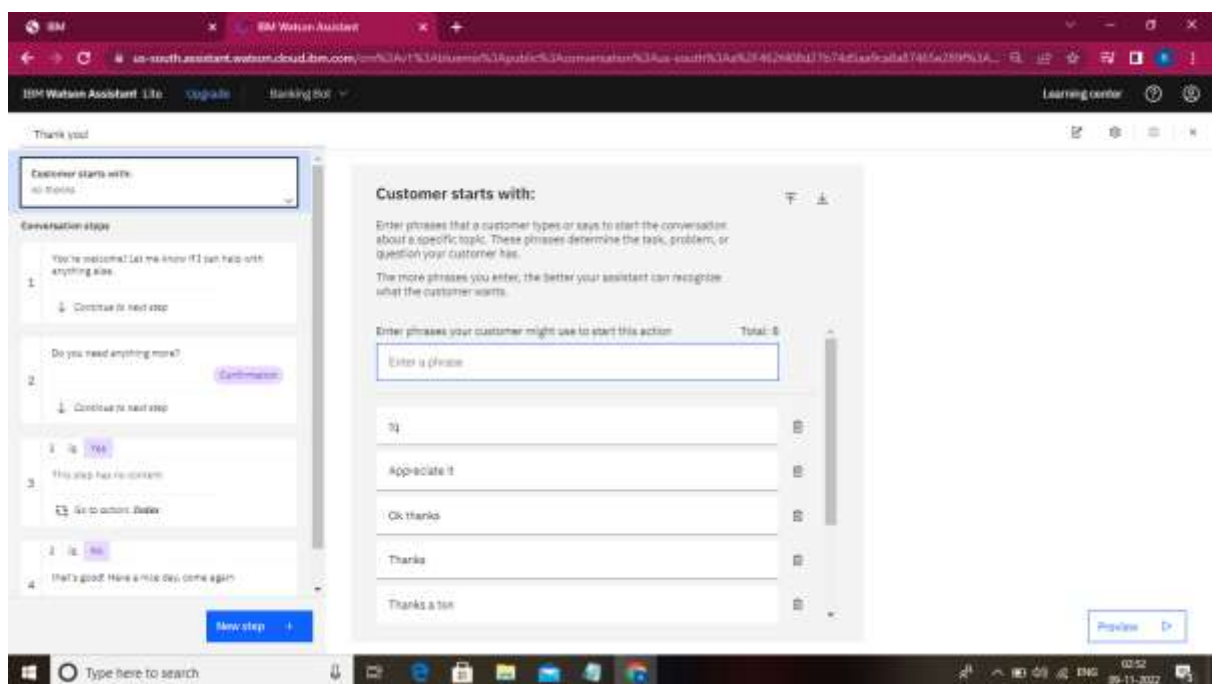 IBM
IBM Watson Assistant
IBM Watson Assistant Lite
Upgrade
Banking Bot
Learning center
Thank you!
Customer starts with:
no thanks
Conversation steps
1
You're welcome! Let me know if I can help with
anything else.
Continue to next step
2
Do you need anything more?
Confirmation
Continue to next step
3
Yes
This step has no content
Go to action:
4
No
that's good! Have a nice day, come again
New step +
Customer starts with:
Enter phrases that a customer types or says to start the conversation
about a specific topic. These phrases determine the task, problem, or
question your customer has.
The more phrases you enter, the better your assistant can recognize
what the customer wants.
Enter phrases your customer might use to start this action
Enter a phrase
Appreciate it
Ok thanks
Thanks
Thanks a ton
Preview
Type here to search
ENG
02:52
09-11-2022